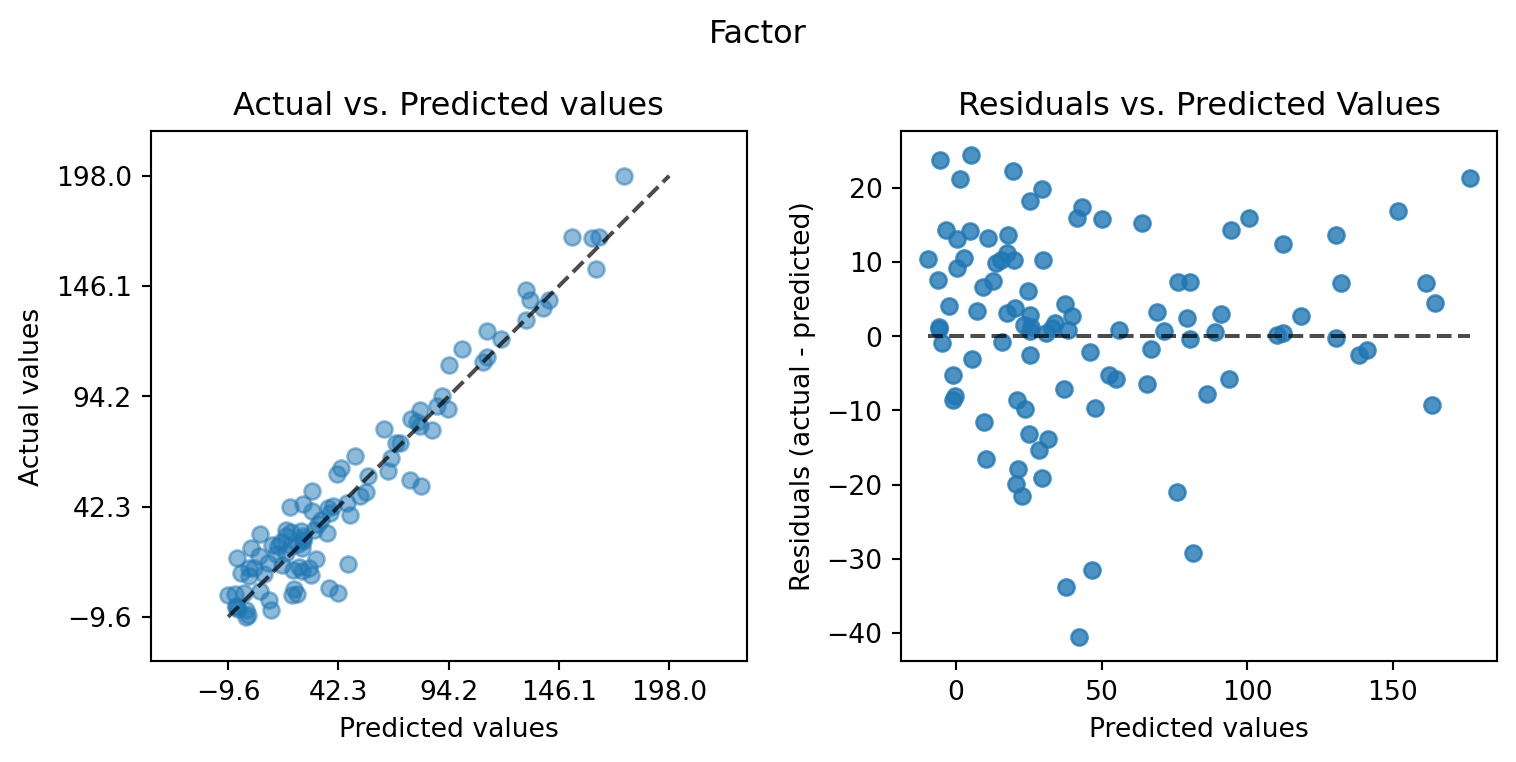 Factor
Actual vs. Predicted values
198.0
146.1
94.2
42.3
−9.6
Actual values
−9.6 42.3 94.2 146.1 198.0
Predicted values
Residuals vs. Predicted Values
20
10
0
−10
−20
−30
−40
Residuals (actual - predicted)
0 50 100 150
Predicted values